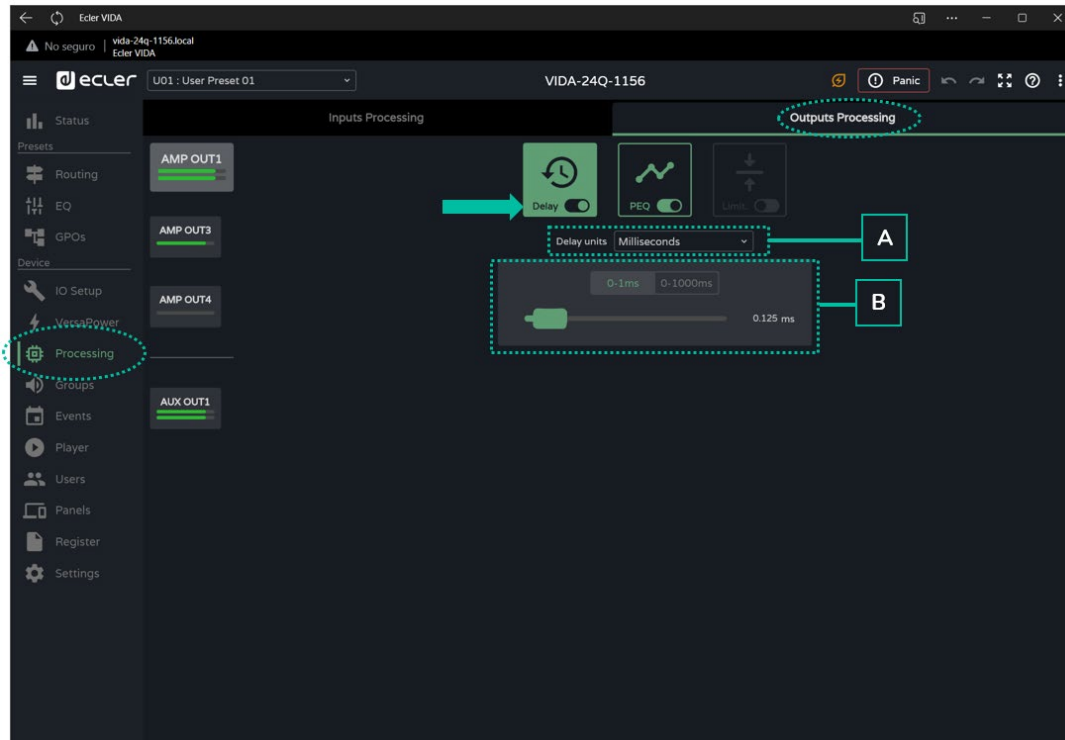 Ecler VIDA
No seguro
vida-24q-1156.local
Ecler VIDA
ecler
U01 : User Preset 01
VIDA-24Q-1156
Panic
Status
Inputs Processing
Outputs Processing
Presets
Routing
EQ
GPOs
Device
IO Setup
VersaPower
Processing
Groups
Events
Player
Users
Panels
Register
Settings
AMP OUT1
AMP OUT3
AMP OUT4
AUX OUT1
Delay
PEQ
Limit.
Delay units
Milliseconds
A
0-1ms
0-1000ms
0.125 ms
B